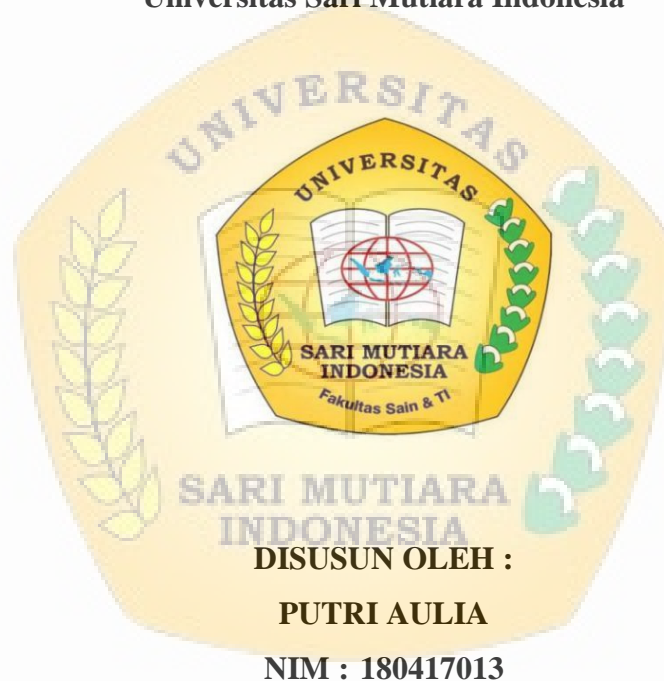 Universitas Sari Mutiara Indonesia
UNIVERSITAS
UNIVERSITAS
SARI MUTIARA
INDONESIA
Fakultas Sain & TI
SARI MUTIARA
INDONESIA
DISUSUN OLEH :
PUTRI AULIA
NIM : 180417013